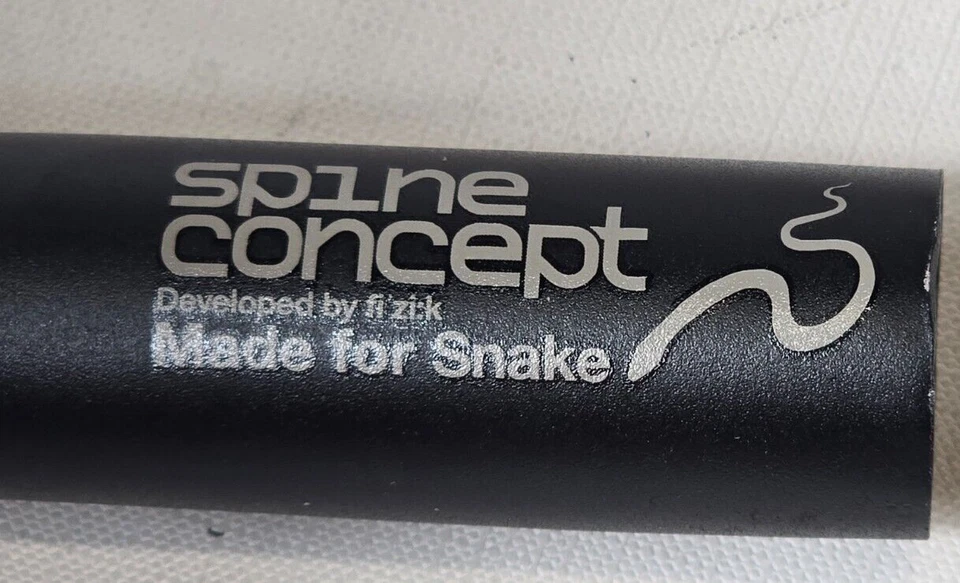 spine
concept
Developed by fi'zi:k
Made for Snake